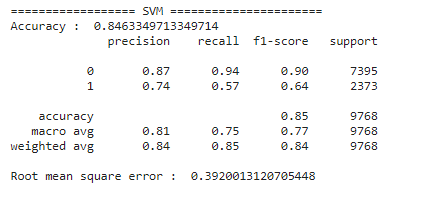 ================== SVM ======================
Accuracy :  0.8463349713349714
              precision    recall  f1-score   support

           0       0.87      0.94      0.90      7395
           1       0.74      0.57      0.64      2373

    accuracy                           0.85      9768
   macro avg       0.81      0.75      0.77      9768
weighted avg       0.84      0.85      0.84      9768

Root mean square error :  0.3920013120705448